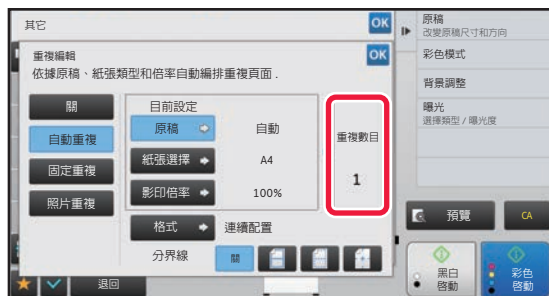 其它
OK
重複編輯
OK
依據原稿、紙張類型和倍率自動編排重複頁面 .
關
自動重複
固定重複
照片重複
目前設定
原稿
自動
紙張選擇
A4
影印倍率
100%
格式
連續配置
分界線
關
重複數目
1
退回
原稿
改變原稿尺寸和方向
彩色模式
背景調整
曝光
選擇類型 / 曝光度
預覽
CA
黑白
啓動
彩色
啓動